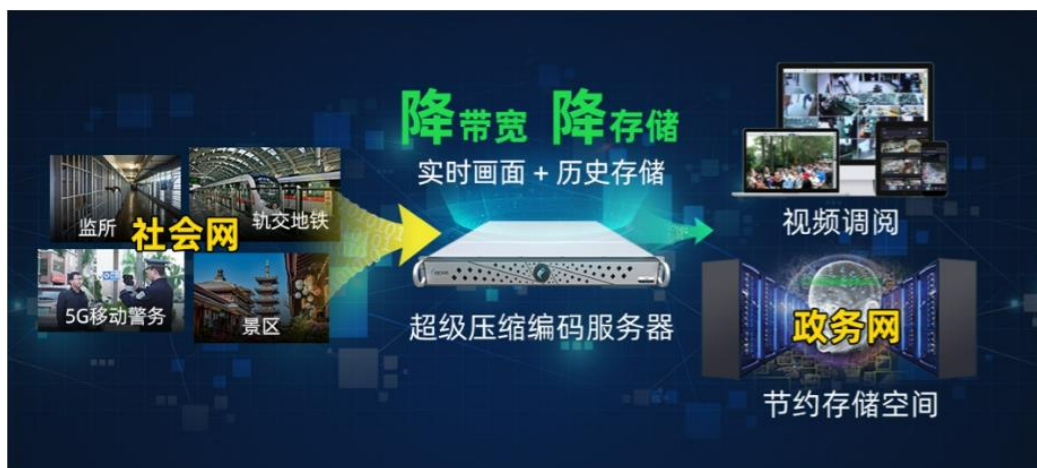 降带宽 降存储
实时画面 + 历史存储
监所
轨交地铁
社会网
5G移动警务
景区
超级压缩编码服务器
视频调阅
政务网
节约存储空间